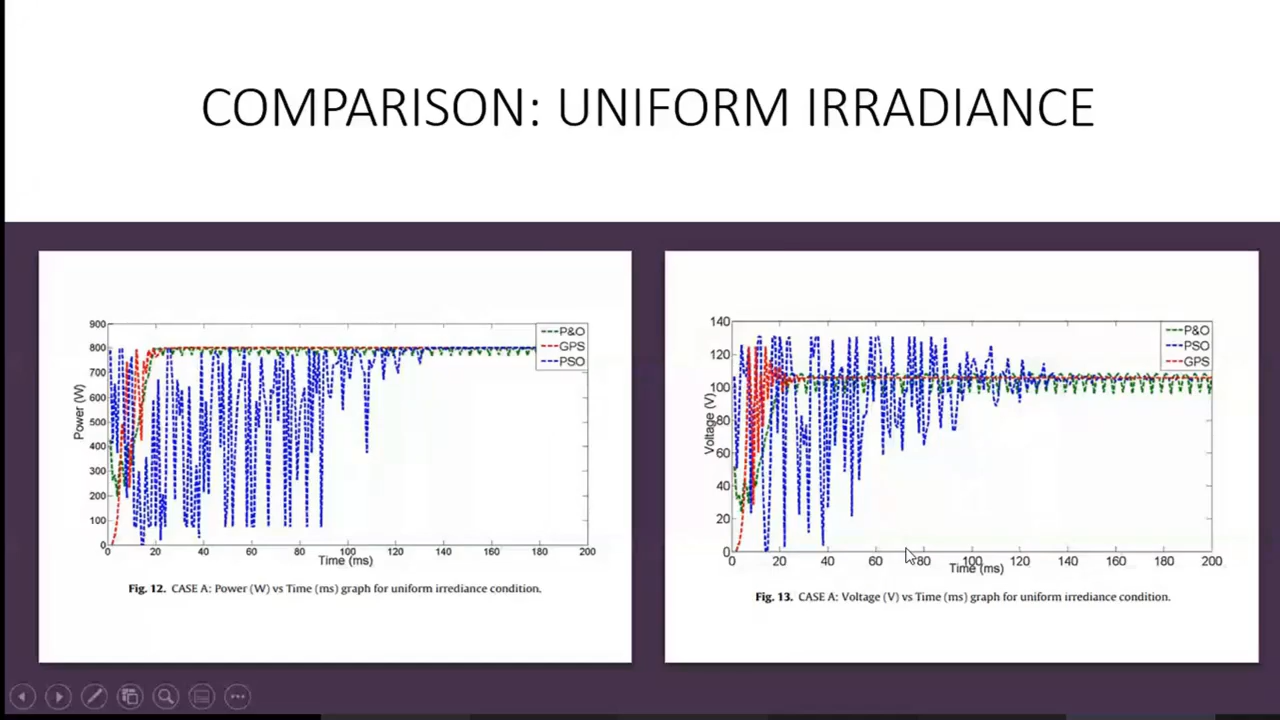 COMPARISON: UNIFORM IRRADIANCE
900
800
700
600
500
400
300
200
100
0
Power (W)
0 20 40 60 80 100 120 140 160 180 200
Time (ms)
P&O
GPS
PSO
Fig. 12. CASE A: Power (W) vs Time (ms) graph for uniform irrediance condition.
140
120
100
80
60
40
20
0
Voltage (V)
0 20 40 60 80 100 120 140 160 180 200
Time (ms)
P&O
PSO
GPS
Fig. 13. CASE A: Voltage (V) vs Time (ms) graph for uniform irrediance condition.